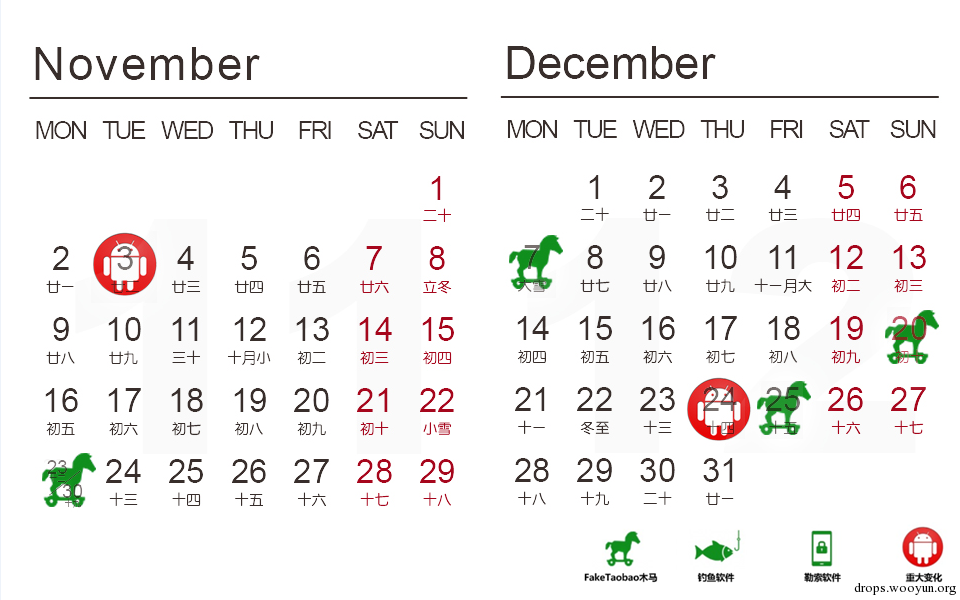 November
MON TUE WED THU FRI SAT SUN
1
二十
2 3 4 5 6 7 8
廿一 廿三 廿四 廿五 廿六 立冬
9 10 11 12 13 14 15
廿八 廿九 三十 十月小 初二 初三 初四
16 17 18 19 20 21 22
初五 初六 初七 初八 初九 初十 小雪
23 30 24 25 26 27 28 29
十三 十四 十五 十六 十七 十八
December
MON TUE WED THU FRI SAT SUN
1 2 3 4 5 6
二十 廿一 廿二 廿三 廿四 廿五
7 8 9 10 11 12 13
大雪 廿七 廿八 廿九 十一月大 初二 初三
14 15 16 17 18 19 20
初四 初五 初六 初七 初八 初九 初
21 22 23 24 25 26 27
十一 冬至 十三 十四 十五 十六 十七
28 29 30 31
十八 十九 二十 廿一
FakeTaobao木马 钓鱼软件 勒索软件 重大变化
drops.wooyun.org
11 12